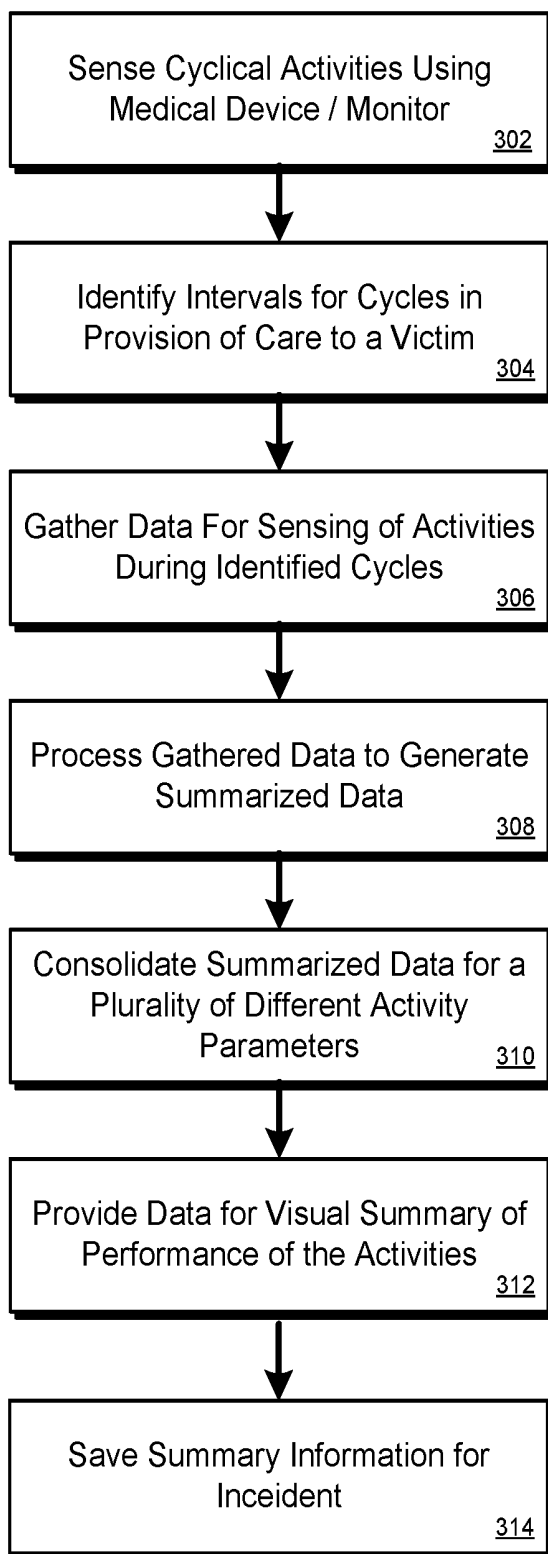 Sense Cyclical Activities Using
Medical Device / Monitor
302
Identify Intervals for Cycles in
Provision of Care to a Victim
304
Gather Data For Sensing of Activities
During Identified Cycles
306
Process Gathered Data to Generate
Summarized Data
308
Consolidate Summarized Data for a
Plurality of Different Activity
Parameters
310
Provide Data for Visual Summary of
Performance of the Activities
312
Save Summary Information for
Inceident
314